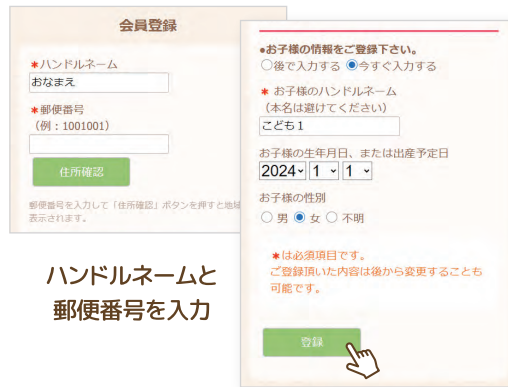 会員登録
*ハンドルネーム
おなまえ
*郵便番号
(例：1001001)
住所確認
郵便番号を入力して「住所確認」ボタンを押すと地域
表示されます。
ハンドルネームと
郵便番号を入力
●お子様の情報をご登録下さい。
○後で入力する ◉今すぐ入力する
* お子様のハンドルネーム
(本名は避けてください)
こども１
お子様の生年月日、または出産予定日
2024 1 1
お子様の性別
○ 男 ◉ 女 ○ 不明
*は必須項目です。
ご登録頂いた内容は後から変更することも
可能です。
登録